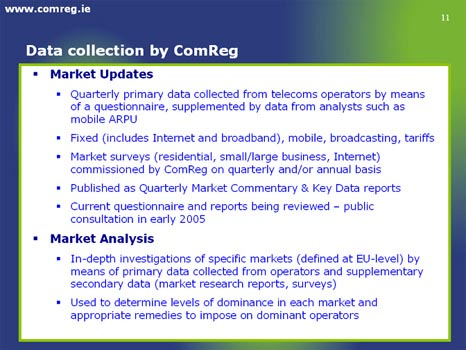 www.comreg.ie
11
Data collection by ComReg
▪ Market Updates
▪ Quarterly primary data collected from telecoms operators by means
of a questionnaire, supplemented by data from analysts such as
mobile ARPU
▪ Fixed (includes Internet and broadband), mobile, broadcasting, tariffs
▪ Market surveys (residential, small/large business, Internet)
commissioned by ComReg on quarterly and/or annual basis
▪ Published as Quarterly Market Commentary & Key Data reports
▪ Current questionnaire and reports being reviewed – public
consultation in early 2005
▪ Market Analysis
▪ In-depth investigations of specific markets (defined at EU-level) by
means of primary data collected from operators and supplementary
secondary data (market research reports, surveys)
▪ Used to determine levels of dominance in each market and
appropriate remedies to impose on dominant operators